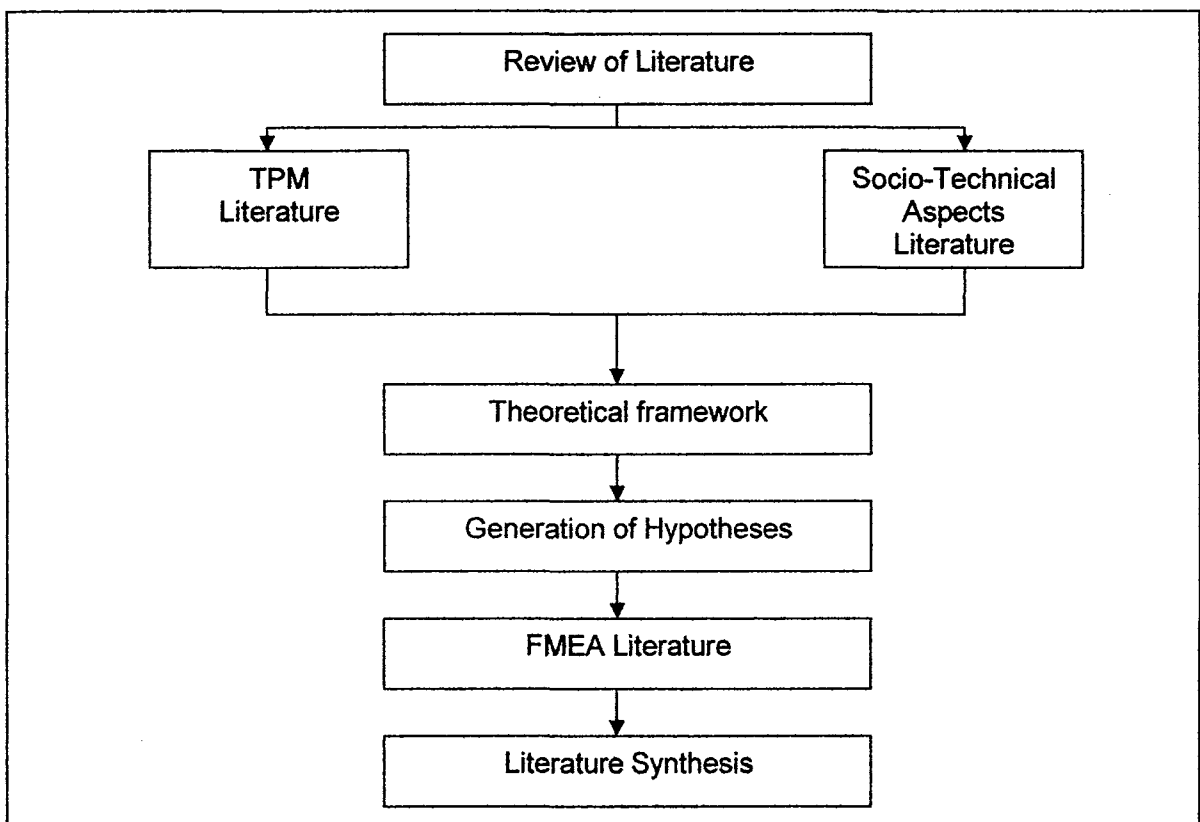 Review of Literature
TPM
Literature
Socio-Technical
Aspects
Literature
Theoretical framework
Generation of Hypotheses
FMEA Literature
Literature Synthesis